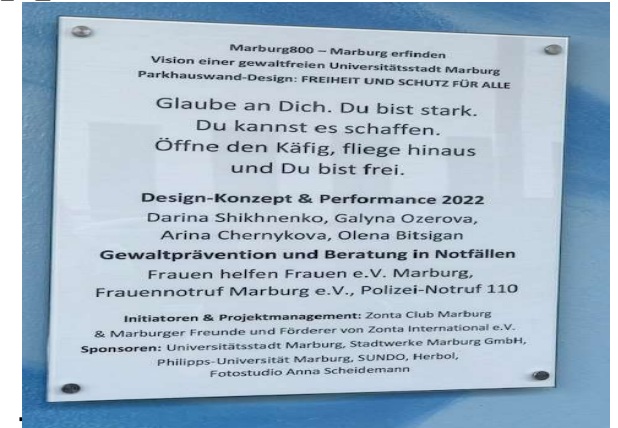 Marburg800 – Marburg erfinden
Vision einer gewaltfreien Universitätsstadt Marburg
Parkhauswand-Design: FREIHEIT UND SCHUTZ FÜR ALLE
Glaube an Dich. Du bist stark.
Du kannst es schaffen.
Öffne den Käfig, fliege hinaus
und Du bist frei.
Design-Konzept & Performance 2022
Darina Shikhnenko, Galyna Ozerova,
Arina Chernykova, Olena Bitsigan
Gewaltprävention und Beratung in Notfällen
Frauen helfen Frauen e.V. Marburg,
Frauennotruf Marburg e.V., Polizei-Notruf 110
Initiatoren & Projektmanagement: Zonta Club Marburg
& Marburger Freunde und Förderer von Zonta International e.V.
Sponsoren: Universitätsstadt Marburg, Stadtwerke Marburg GmbH,
Philipps-Universität Marburg, SUNDO, Herbol,
Fotostudio Anna Scheidemann